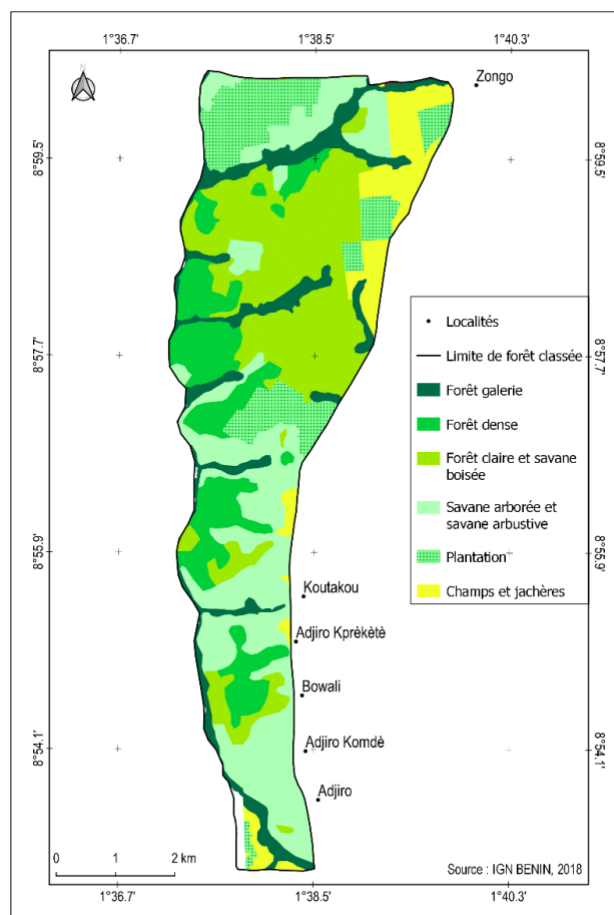 1°36.7' 1°38.5' 1°40.3'
N
Zongo
8°59.5' 8°59.5'
Localités
Limite de forêt classée
8°57.7' 8°57.7'
Forêt galerie
Forêt dense
Forêt claire et savane
boisée
Savane arborée et
savane arbustive
Plantation
Champs et jachères
8°55.9' 8°55.9'
Koutakou
Adjiro Kprèkètè
Bowali
Adjiro Komdè
8°54.1' 8°54.1'
Adjiro
0 1 2 km
Source : IGN BENIN, 2018
1°36.7' 1°38.5' 1°40.3'